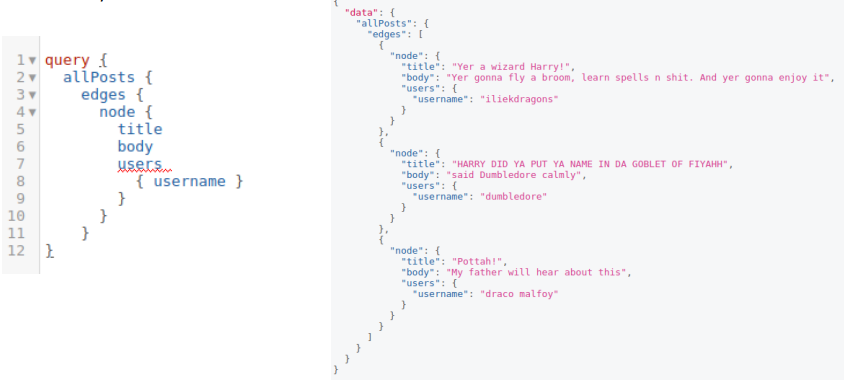 1 query {
2 allPosts {
3 edges {
4 node {
5 title
6 body
7 users
8 { username }
9 }
10 }
11 }
12 }
{
"data": {
"allPosts": {
"edges": [
{
"node": {
"title": "Yer a wizard Harry!",
"body": "Yer gonna fly a broom, learn spells n shit. And yer gonna enjoy it",
"users": {
"username": "iliekdragons"
}
}
},
{
"node": {
"title": "HARRY DID YA PUT YA NAME IN DA GOBLET OF FIYAHH",
"body": "said Dumbledore calmly",
"users": {
"username": "dumbledore"
}
}
},
{
"node": {
"title": "Pottah!",
"body": "My father will hear about this",
"users": {
"username": "draco malfoy"
}
}
}
]
}
}
}